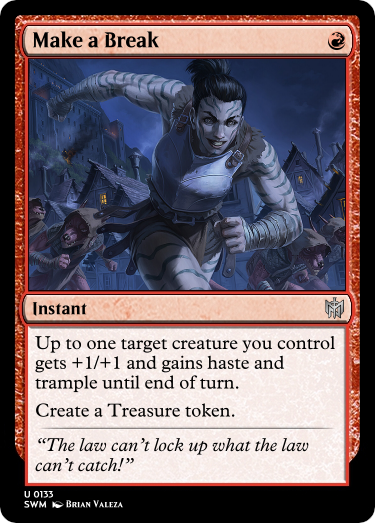 Make a Break
Instant
Up to one target creature you control
gets +1/+1 and gains haste and
trample until end of turn.
Create a Treasure token.
“The law can’t lock up what the law
can’t catch!”
U 0133
SWM Brian Valeza